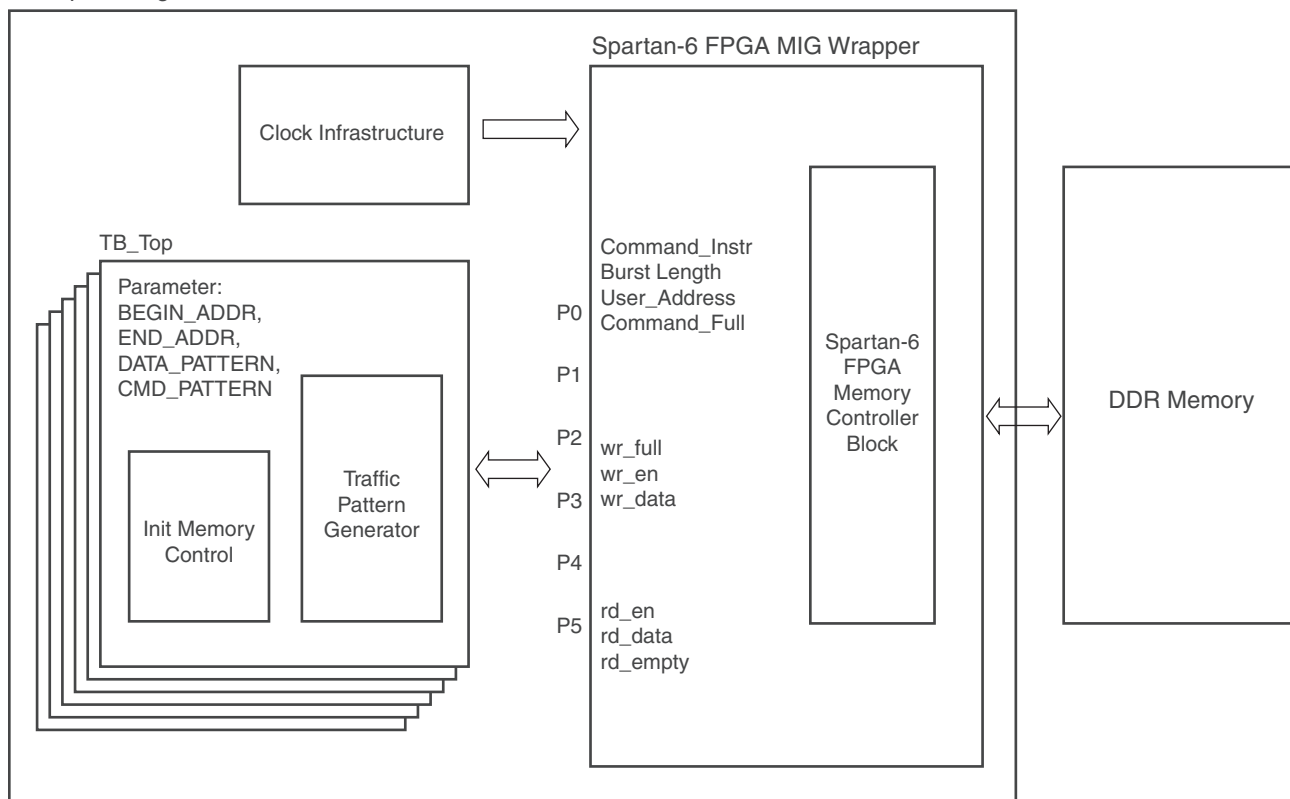 Spartan-6 FPGA MIG Wrapper
Clock Infrastructure
TB_Top
Parameter:
BEGIN_ADDR,
END_ADDR,
DATA_PATTERN,
CMD_PATTERN
Init Memory
Control
Traffic
Pattern
Generator
P0
P1
P2
P3
P4
P5
Command_Instr
Burst Length
User_Address
Command_Full
wr_full
wr_en
wr_data
rd_en
rd_data
rd_empty
Spartan-6
FPGA
Memory
Controller
Block
DDR Memory